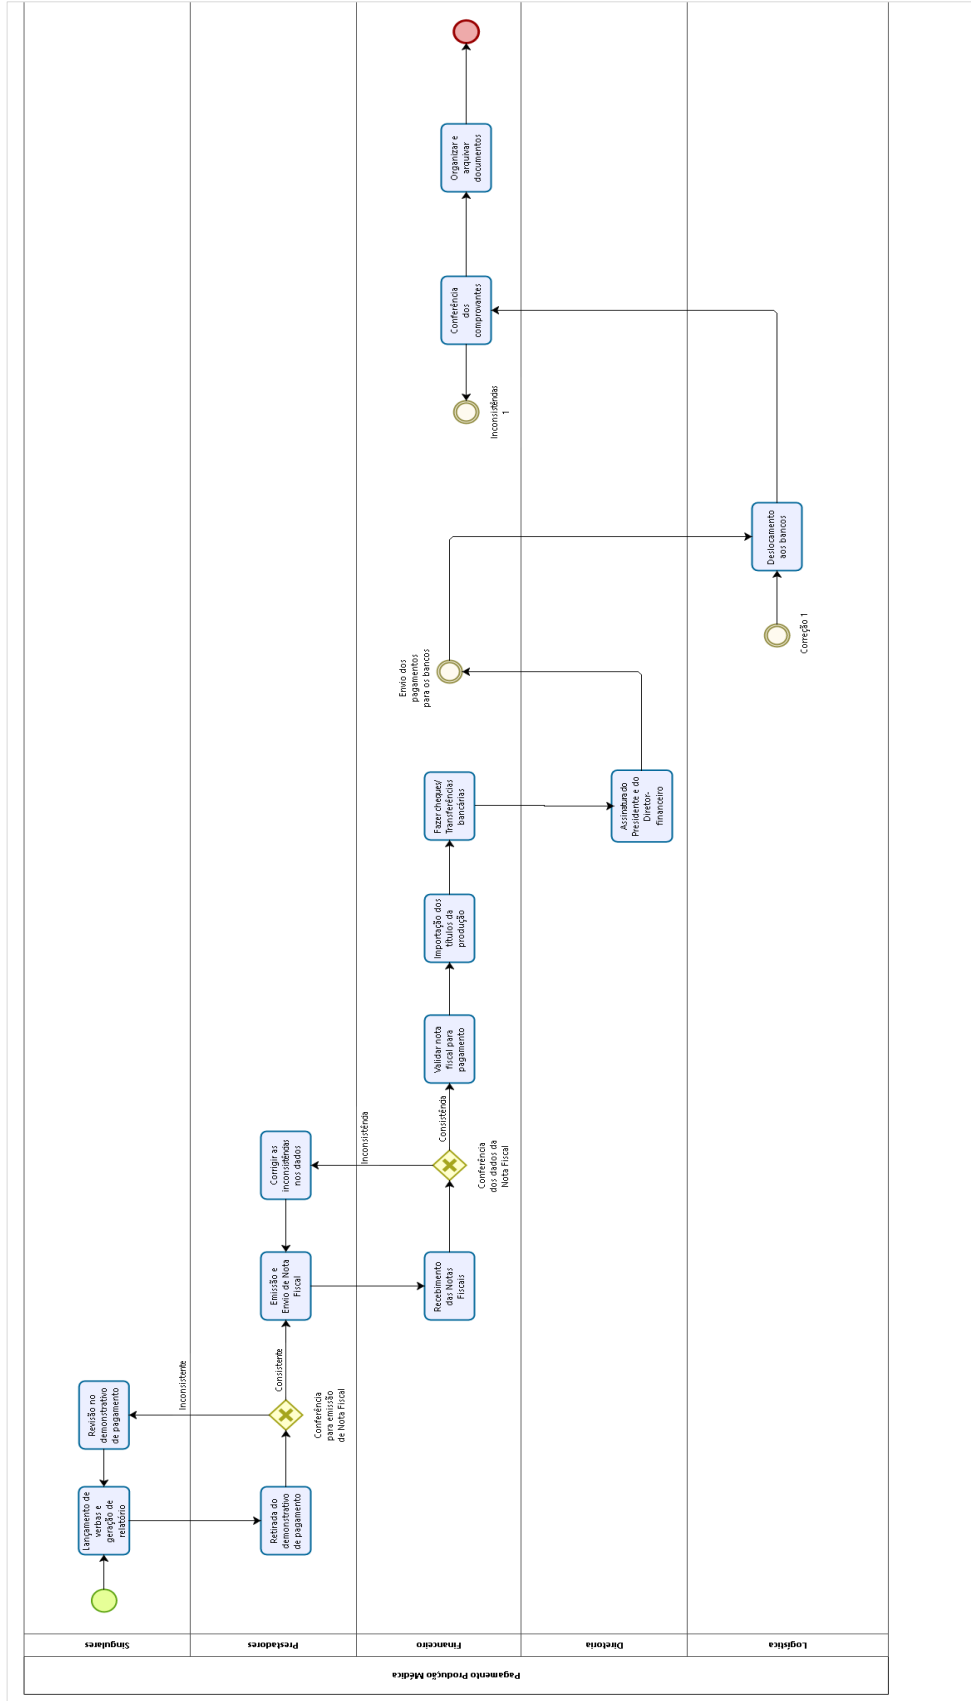 Pagamento Produção Médica
Singulares
Prestadores
Financeiro
Diretoria
Logística
Lançamento de
verbas e
geração de
relatório
Revisão no
demonstrativo
de pagamento
Inconsistente
Retirada do
demonstrativo
de pagamento
Conferência
para emissão
de Nota Fiscal
Consistente
Emissão e
Envio de Nota
Fiscal
Corrigir as
inconsistências
nos dados
Inconsistência
Recebimento
das Notas
Fiscais
Conferência
dos dados da
Nota Fiscal
Consistência
Validar nota
fiscal para
pagamento
Importação dos
títulos da
produção
Fazer cheques/
Transferências
bancárias
Assinatura do
Presidente e do
Diretor-
financeiro
Envio dos
pagamentos
para os bancos
Correção 1
Deslocamento
aos bancos
Inconsistências
1
Conferência
dos
comprovantes
Organizar e
arquivar
documentos